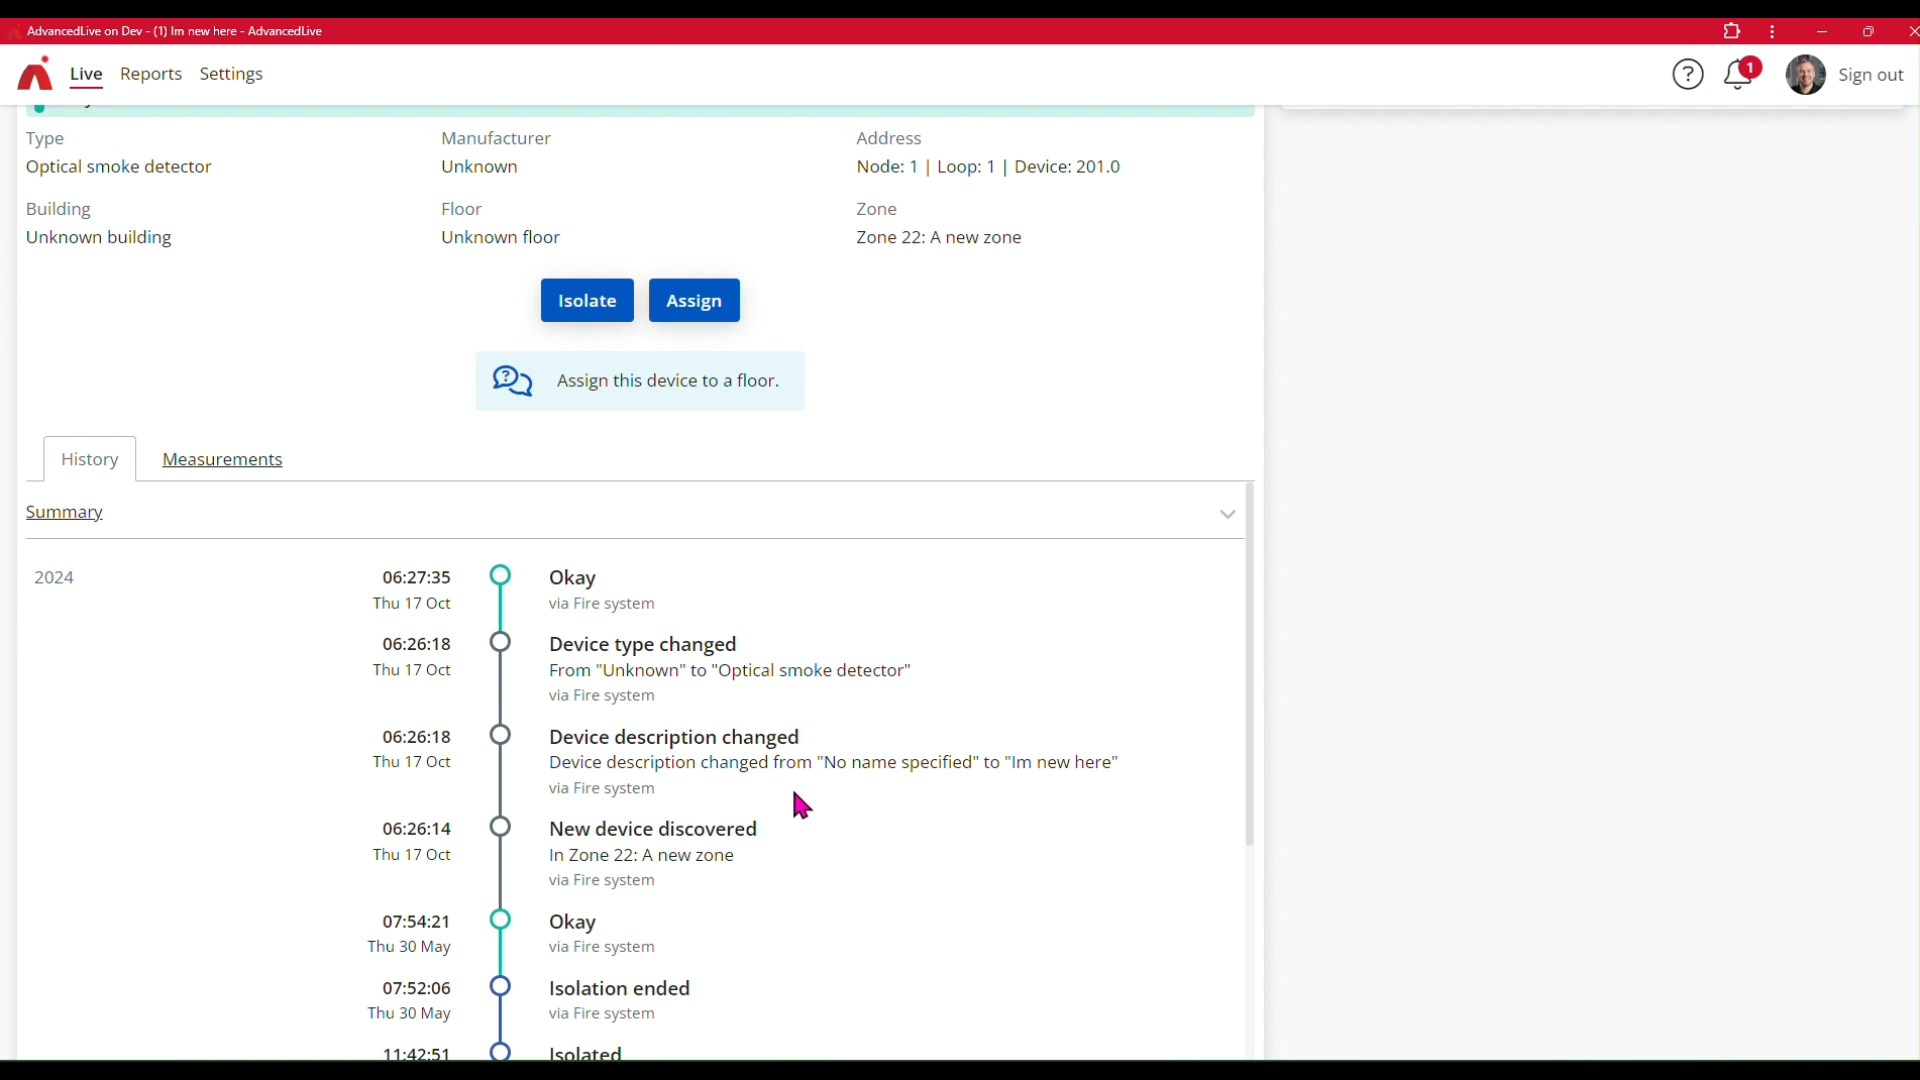 AdvancedLive on Dev - (1) Im new here - AdvancedLive
Live Reports Settings
? 1 Sign out
Type Manufacturer Address
Optical smoke detector Unknown Node: 1 | Loop: 1 | Device: 201.0
Building Floor Zone
Unknown building Unknown floor Zone 22: A new zone
Isolate Assign
Assign this device to a floor.
History Measurements
Summary
2024 06:27:35 Okay
Thu 17 Oct via Fire system
06:26:18 Device type changed
Thu 17 Oct From "Unknown" to "Optical smoke detector"
via Fire system
06:26:18 Device description changed
Thu 17 Oct Device description changed from "No name specified" to "Im new here"
via Fire system
06:26:14 New device discovered
Thu 17 Oct In Zone 22: A new zone
via Fire system
07:54:21 Okay
Thu 30 May via Fire system
07:52:06 Isolation ended
Thu 30 May via Fire system
11:42:51 Isolated